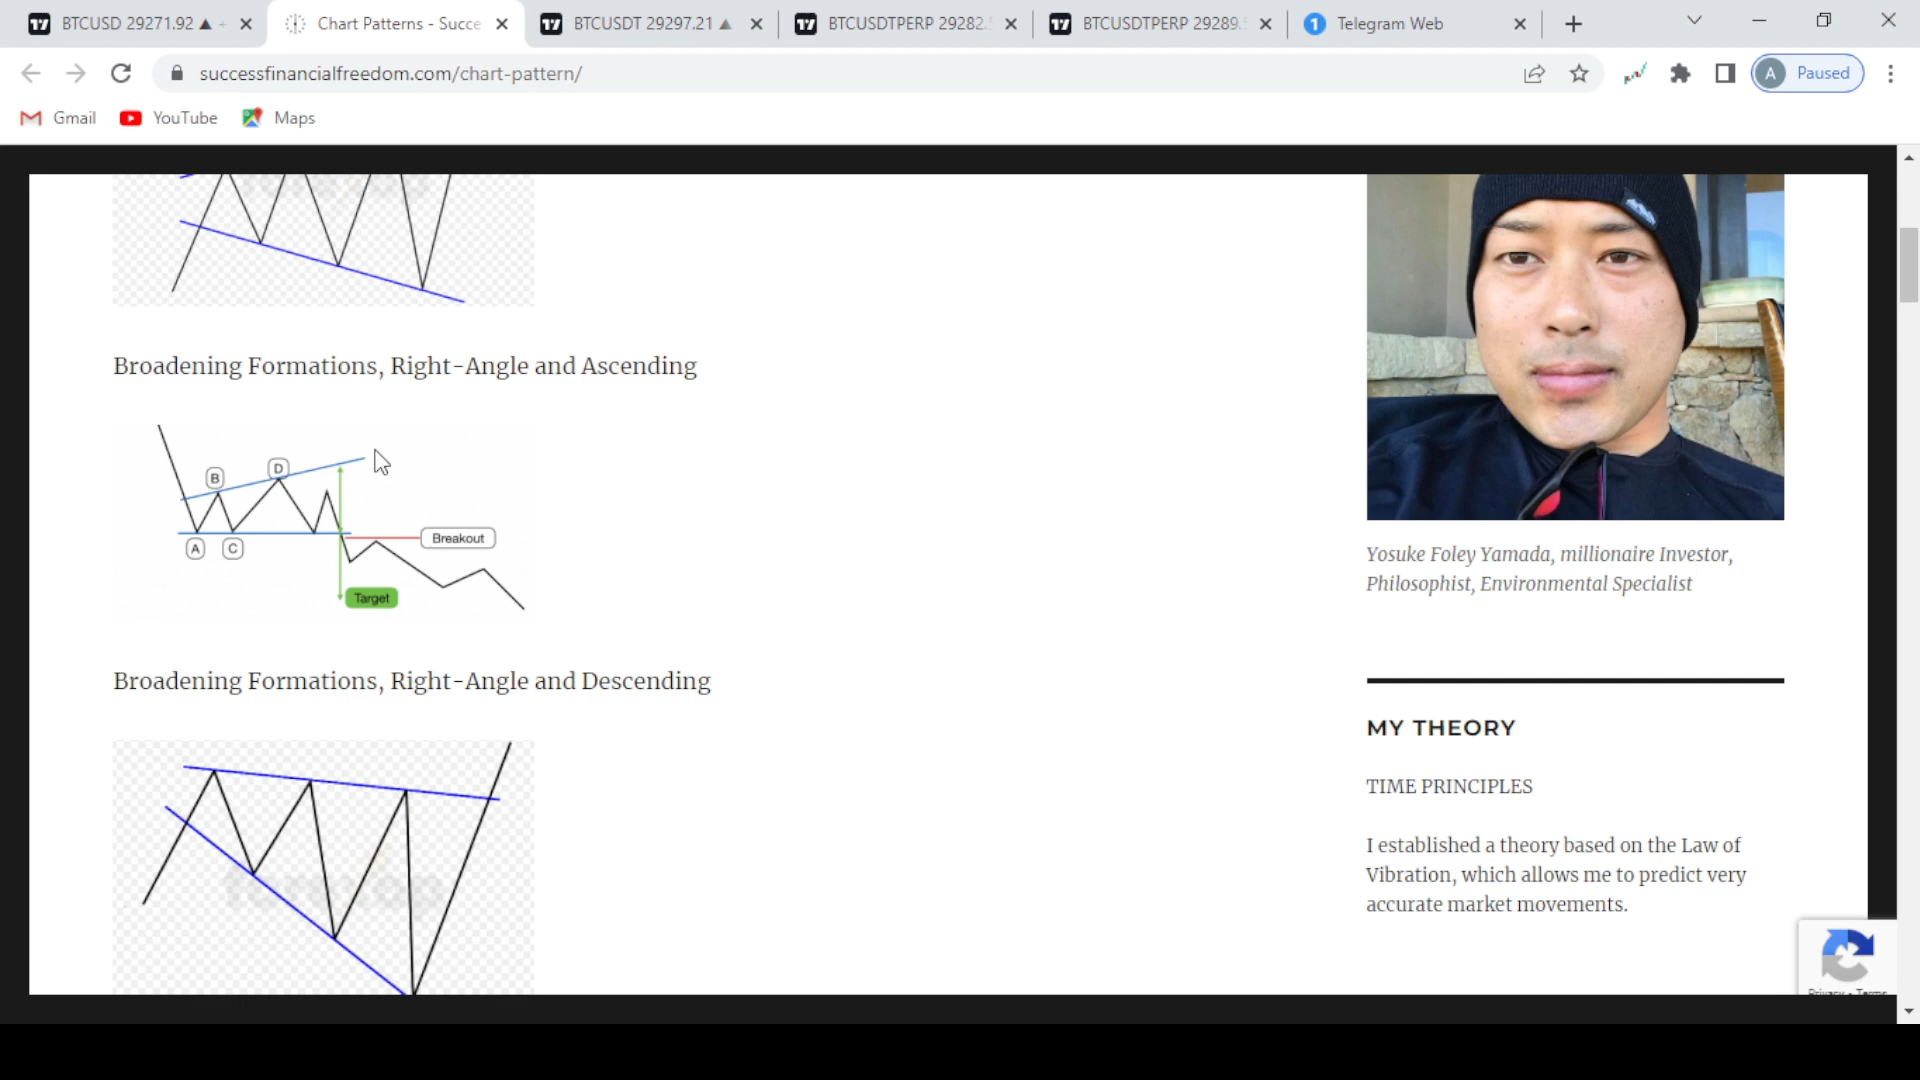 BTCUSD 29271.92
Chart Patterns - Succe
BTCUSDT 29297.21
BTCUSDTPERP 29282.
BTCUSDTPERP 29289.
Telegram Web
successfinancialfreedom.com/chart-pattern/
A
Paused
Gmail
YouTube
Maps
Broadening Formations, Right-Angle and Ascending
B
D
A
C
Breakout
Target
Broadening Formations, Right-Angle and Descending
Yosuke Foley Yamada, millionaire Investor,
Philosophist, Environmental Specialist
MY THEORY
TIME PRINCIPLES
I established a theory based on the Law of
Vibration, which allows me to predict very
accurate market movements.
Privacy - Terms